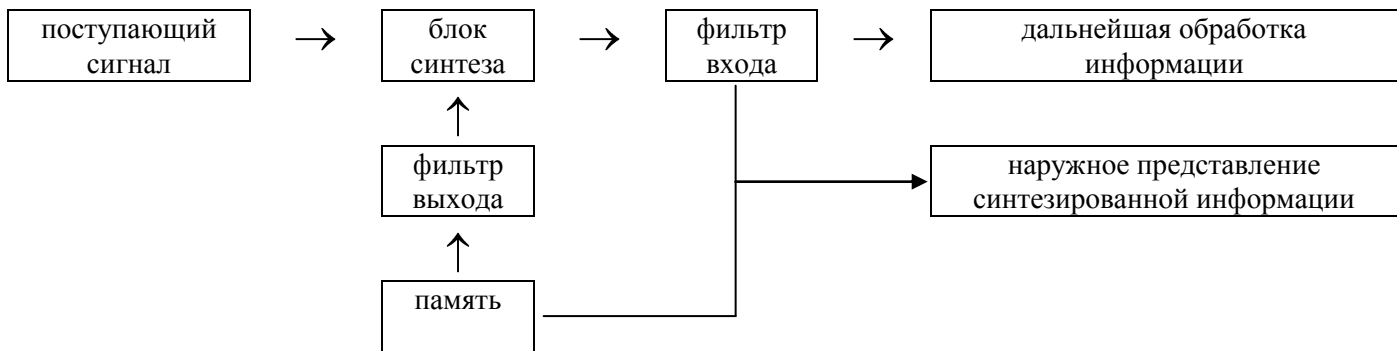 поступающий
сигнал
блок
синтеза
фильтр
входа
дальнейшая обработка
информации
фильтр
выхода
наружное представление
синтезированной информации
память